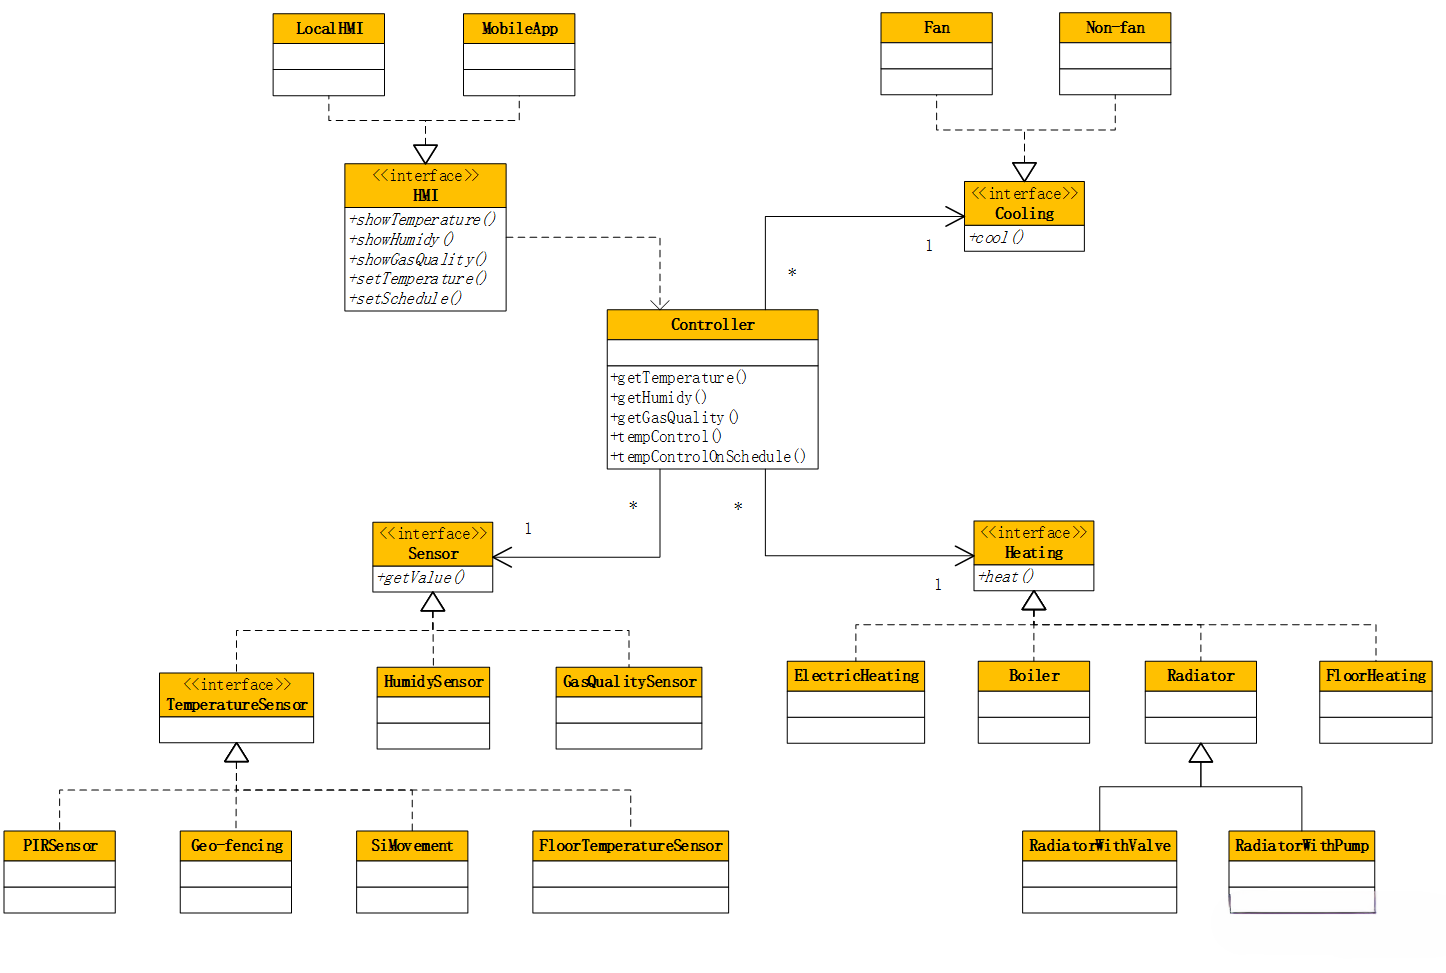 LocalHMI
MobileApp
Fan
Non-fan
<<interface>>
HMI
+showTemperature()
+showHumidy()
+showGasQuality()
+setTemperature()
+setSchedule()
<<interface>>
Cooling
+cool()
1
*
Controller
+getTemperature()
+getHumidy()
+getGasQuality()
+tempControl()
+tempControlOnSchedule()
*
*
1
1
<<interface>>
Sensor
+getValue()
<<interface>>
Heating
+heat()
<<interface>>
TemperatureSensor
HumidySensor
GasQualitySensor
ElectricHeating
Boiler
Radiator
FloorHeating
PIRSensor
Geo-fencing
SiMovement
FloorTemperatureSensor
RadiatorWithValve
RadiatorWithPump